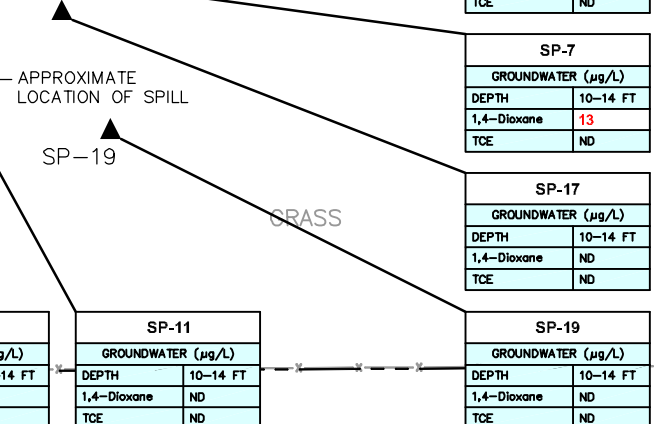 TCE ND
SP-7
GROUNDWATER (µg/L)
DEPTH 10–14 FT
1,4–Dioxane 13
TCE ND
APPROXIMATE
LOCATION OF SPILL
SP–19
GRASS
SP-17
GROUNDWATER (µg/L)
DEPTH 10–14 FT
1,4–Dioxane ND
TCE ND
g/L)
14 FT
SP-11
GROUNDWATER (µg/L)
DEPTH 10–14 FT
1,4–Dioxane ND
TCE ND
SP-19
GROUNDWATER (µg/L)
DEPTH 10–14 FT
1,4–Dioxane ND
TCE ND